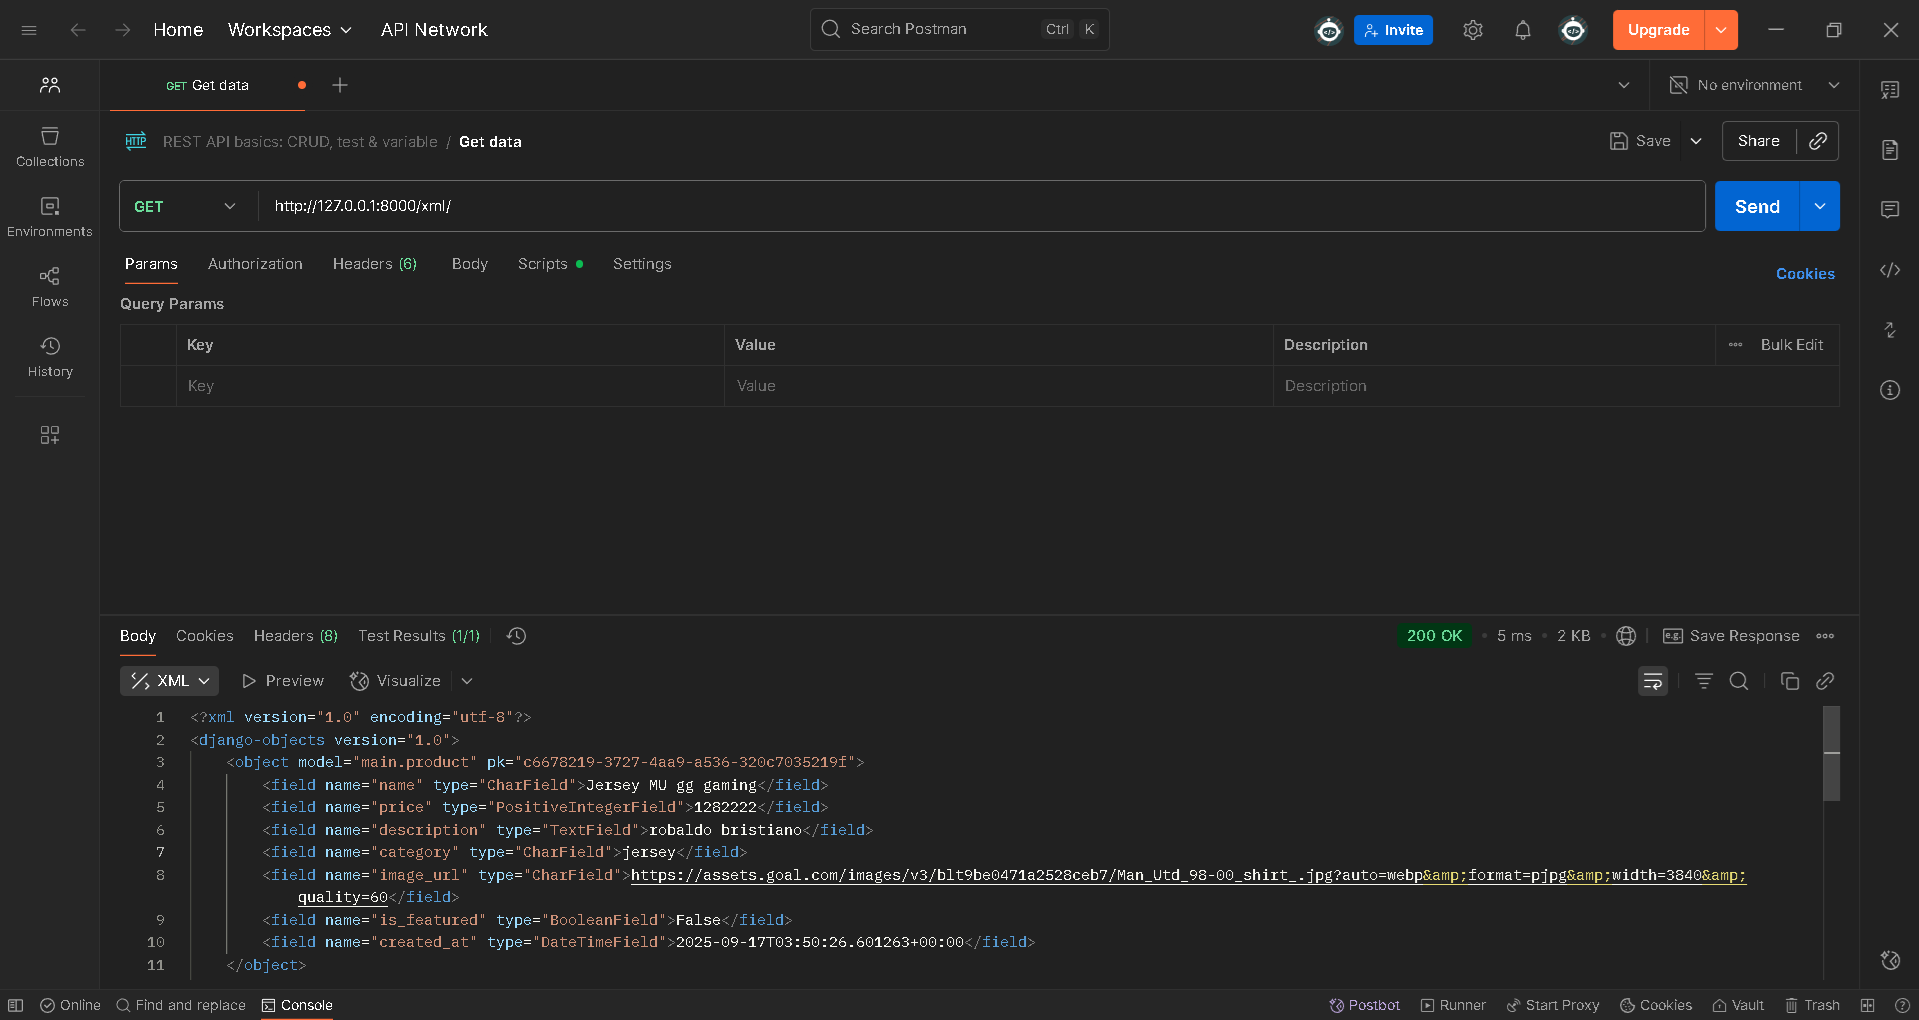 Home Workspaces API Network Search Postman Ctrl K Invite Upgrade
GET Get data No environment
HTTP REST API basics: CRUD, test & variable / Get data Save Share
GET http://127.0.0.1:8000/xml/ Send
Collections
Environments
Flows
History
Params Authorization Headers (6) Body Scripts Settings Cookies
Query Params
Key Value Description Bulk Edit
Key Value Description
Body Cookies Headers (8) Test Results (1/1) 200 OK 5 ms 2 KB e.g. Save Response
XML Preview Visualize
1 <?xml version="1.0" encoding="utf-8"?>
2 <django-objects version="1.0">
3 <object model="main.product" pk="c6678219-3727-4aa9-a536-320c7035219f">
4 <field name="name" type="CharField">Jersey MU gg gaming</field>
5 <field name="price" type="PositiveIntegerField">1282222</field>
6 <field name="description" type="TextField">robaldo bristiano</field>
7 <field name="category" type="CharField">jersey</field>
8 <field name="image_url" type="CharField">https://assets.goal.com/images/v3/blt9be0471a2528ceb7/Man_Utd_98-00_shirt_.jpg?auto=webp&amp;format=pjpg&amp;width=3840&amp;
quality=60</field>
9 <field name="is_featured" type="BooleanField">False</field>
10 <field name="created_at" type="DateTimeField">2025-09-17T03:50:26.601263+00:00</field>
11 </object>
Online Find and replace Console Postbot Runner Start Proxy Cookies Vault Trash